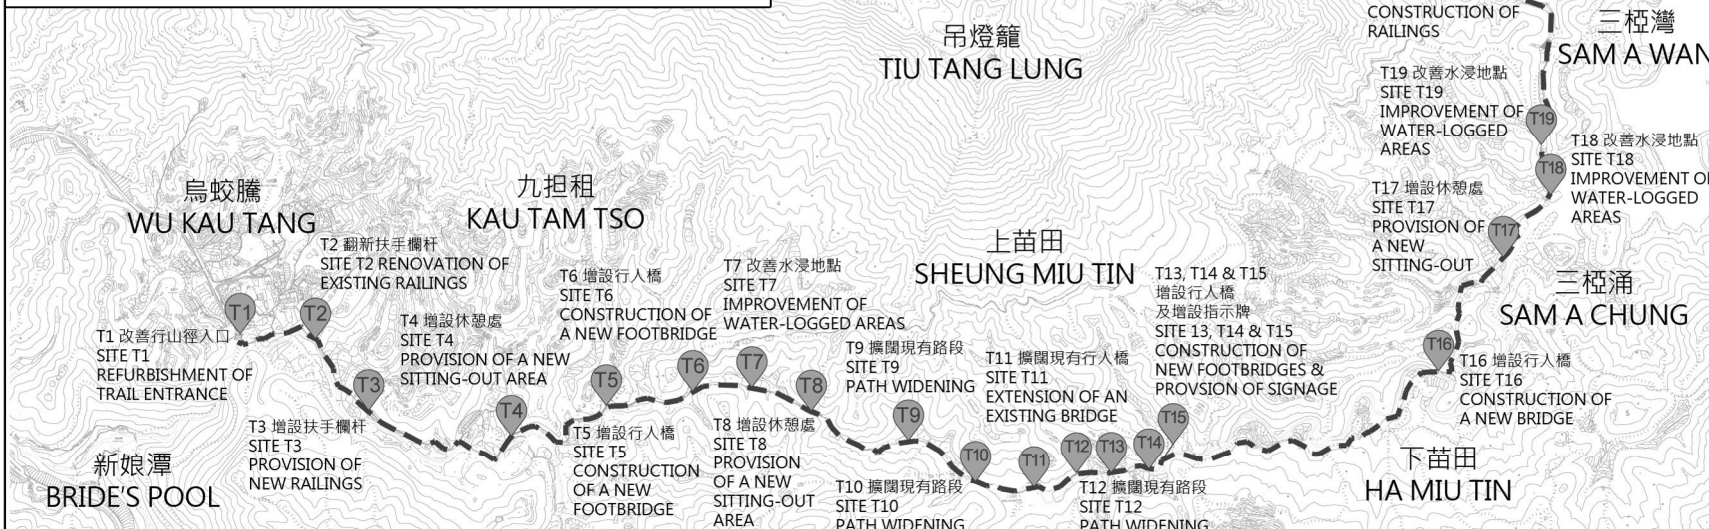 吊燈籠
TIU TANG LUNG
CONSTRUCTION OF
RAILINGS
三椏灣
SAM A WAN
T19 改善水浸地點
SITE T19
IMPROVEMENT OF
WATER-LOGGED
AREAS
T19
T18 改善水浸地點
SITE T18
IMPROVEMENT O
WATER-LOGGED
AREAS
T18
T17 增設休憩處
SITE T17
PROVISION OF
A NEW
SITTING-OUT
T17
烏蛟騰
WU KAU TANG
九担租
KAU TAM TSO
上苗田
SHEUNG MIU TIN
三椏涌
SAM A CHUNG
T1
T1 改善行山徑入口
SITE T1
REFURBISHMENT OF
TRAIL ENTRANCE
T2 翻新扶手欄杆
SITE T2 RENOVATION OF
EXISTING RAILINGS
T2
T3
T3 增設扶手欄杆
SITE T3
PROVISION OF
NEW RAILINGS
T4 增設休憩處
SITE T4
PROVISION OF A NEW
SITTING-OUT AREA
T4
T5
T5 增設行人橋
SITE T5
CONSTRUCTION
OF A NEW
FOOTBRIDGE
T6 增設行人橋
SITE T6
CONSTRUCTION OF
A NEW FOOTBRIDGE
T6
T7 改善水浸地點
SITE T7
IMPROVEMENT OF
WATER-LOGGED AREAS
T7
T8
T8 增設休憩處
SITE T8
PROVISION
OF A NEW
SITTING-OUT
AREA
T9 擴闊現有路段
SITE T9
PATH WIDENING
T9
T10
T10 擴闊現有路段
SITE T10
PATH WIDENING
T11 擴闊現有行人橋
SITE T11
EXTENSION OF AN
EXISTING BRIDGE
T11
T12
T12 擴闊現有路段
SITE T12
PATH WIDENING
T13, T14 & T15
增設行人橋
及增設指示牌
SITE 13, T14 & T15
CONSTRUCTION OF
NEW FOOTBRIDGES &
PROVSION OF SIGNAGE
T13
T14
T15
T16
T16 增設行人橋
SITE T16
CONSTRUCTION OF
A NEW BRIDGE
新娘潭
BRIDE'S POOL
下苗田
HA MIU TIN